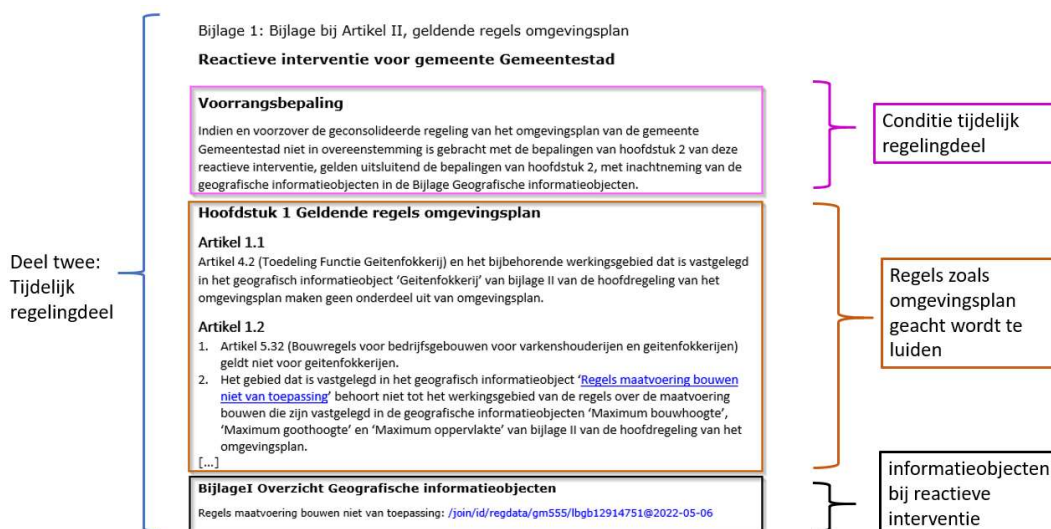 Bijlage 1: Bijlage bij Artikel II, geldende regels omgevingsplan
Reactieve interventie voor gemeente Gemeentestad
Voorrangsbepaling
Indien en voorzover de geconsolideerde regeling van het omgevingsplan van de gemeente
Gemeentestad niet in overeenstemming is gebracht met de bepalingen van hoofdstuk 2 van deze
reactieve interventie, gelden uitsluitend de bepalingen van hoofdstuk 2, met inachtneming van de
geografische informatieobjecten in de Bijlage Geografische informatieobjecten.
Conditie tijdelijk
regelingdeel
Hoofdstuk 1 Geldende regels omgevingsplan
Artikel 1.1
Artikel 4.2 (Toedeling Functie Geitenfokkerij) en het bijbehorende werkingsgebied dat is vastgelegd
in het geografisch informatieobject ‘Geitenfokkerij’ van bijlage II van de hoofdregeling van het
omgevingsplan maken geen onderdeel uit van omgevingsplan.
Artikel 1.2
1. Artikel 5.32 (Bouwregels voor bedrijfsgebouwen voor varkenshouderijen en geitenfokkerijen)
geldt niet voor geitenfokkerijen.
2. Het gebied dat is vastgelegd in het geografisch informatieobject ‘Regels maatvoering bouwen
niet van toepassing’ behoort niet tot het werkingsgebied van de regels over de maatvoering
bouwen die zijn vastgelegd in de geografische informatieobjecten ‘Maximum bouwhoogte’,
‘Maximum goothoogte’ en ‘Maximum oppervlakte’ van bijlage II van de hoofdregeling van het
omgevingsplan.
[...]
Deel twee:
Tijdelijk
regelingdeel
Regels zoals
omgevingsplan
geacht wordt te
luiden
BijlageI Overzicht Geografische informatieobjecten
Regels maatvoering bouwen niet van toepassing: /join/id/regdata/gm555/lbgb12914751@2022-05-06
informatieobjecten
bij reactieve
interventie